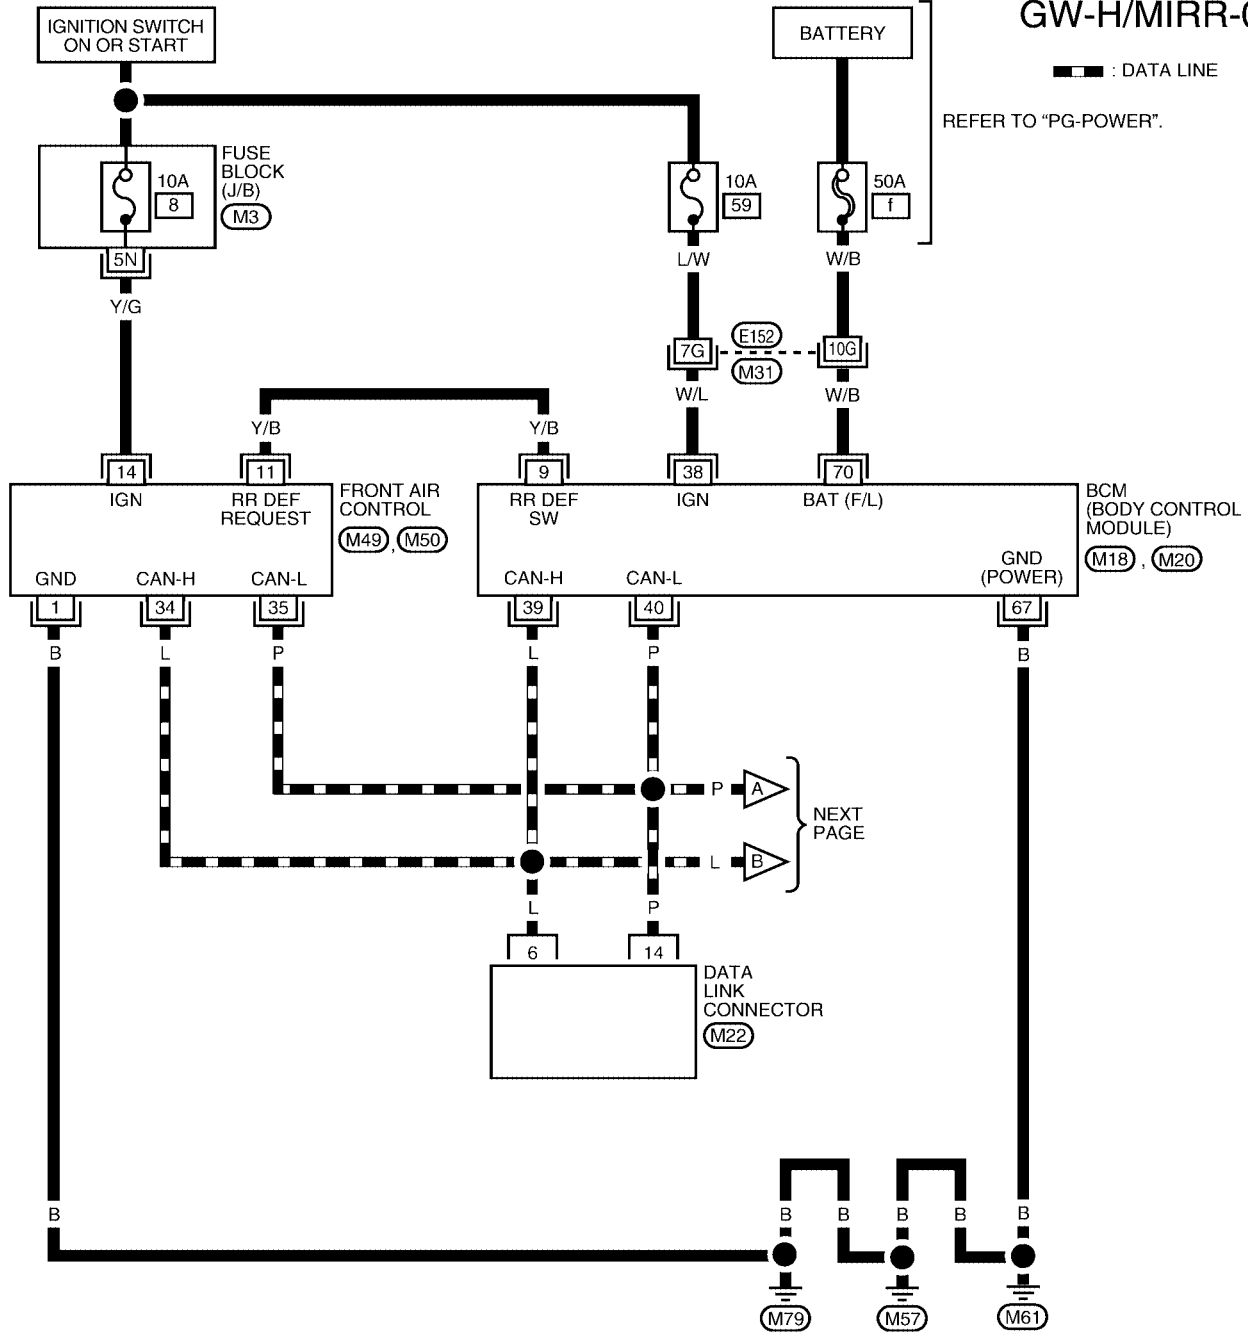 GW-H/MIRR-0
IGNITION SWITCH
ON OR START
BATTERY
: DATA LINE
REFER TO “PG-POWER”.
FUSE
BLOCK
(J/B)
M3
10A
8
10A
59
50A
f
5N
Y/G
L/W
W/B
7G
E152
M31
10G
W/L
W/B
Y/B
Y/B
14
11
9
38
70
IGN
RR DEF
REQUEST
FRONT AIR
CONTROL
M49 , M50
RR DEF
SW
IGN
BAT (F/L)
BCM
(BODY CONTROL
MODULE)
M18 , M20
GND
CAN-H
CAN-L
CAN-H
CAN-L
GND
(POWER)
1
34
35
39
40
67
B
L
P
L
P
B
P
A
L
B
NEXT
PAGE
L
P
6
14
DATA
LINK
CONNECTOR
M22
B
B
B
B
B
B
M79
M57
M61